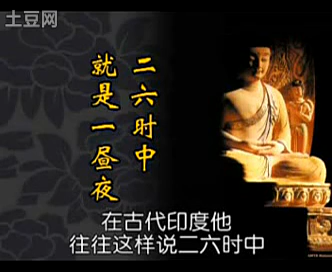 土豆网
二六时中
就是一昼夜
在古代印度他
往往这样说二六时中